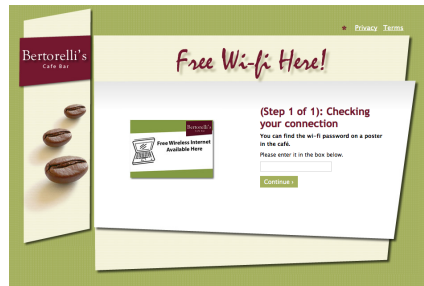 Privacy Terms
Bertorelli's
Cafe Bar
Free Wi-fi Here!
Bertorelli's
Cafe Bar
Free Wireless Internet
Available Here
(Step 1 of 1): Checking
your connection
You can find the wi-fi password on a poster
in the café.
Please enter it in the box below.
Continue ›